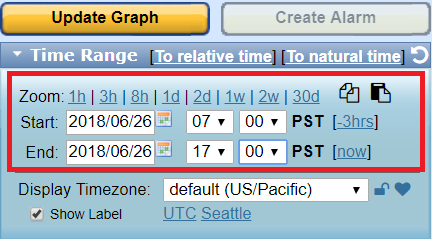 Update Graph Create Alarm
Time Range [To relative time] [To natural time]
Zoom: 1h | 3h | 8h | 1d | 2d | 1w | 2w | 30d
Start: 2018/06/26 07 00 PST [-3hrs]
End: 2018/06/26 17 00 PST [now]
Display Timezone: default (US/Pacific)
Show Label UTC Seattle